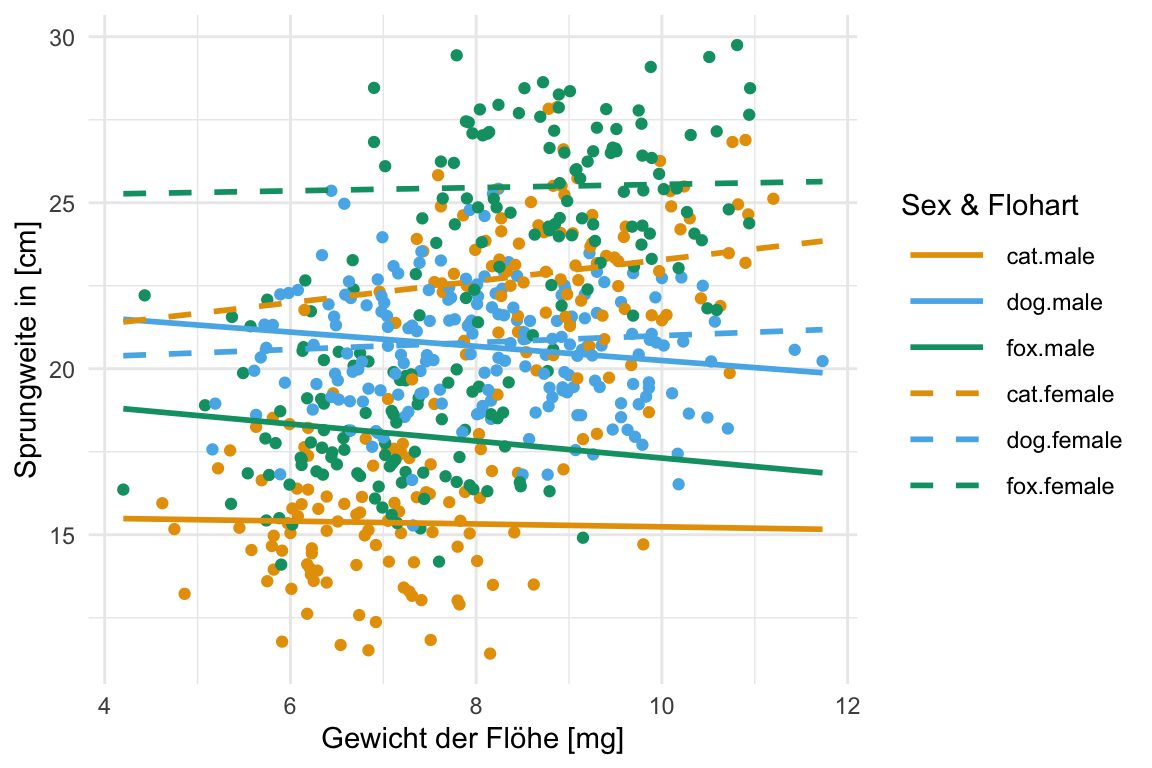 30
25
20
15
Sprungweite in [cm]
4 6 8 10 12
Gewicht der Flöhe [mg]
Sex & Flohart
cat.male
dog.male
fox.male
cat.female
dog.female
fox.female